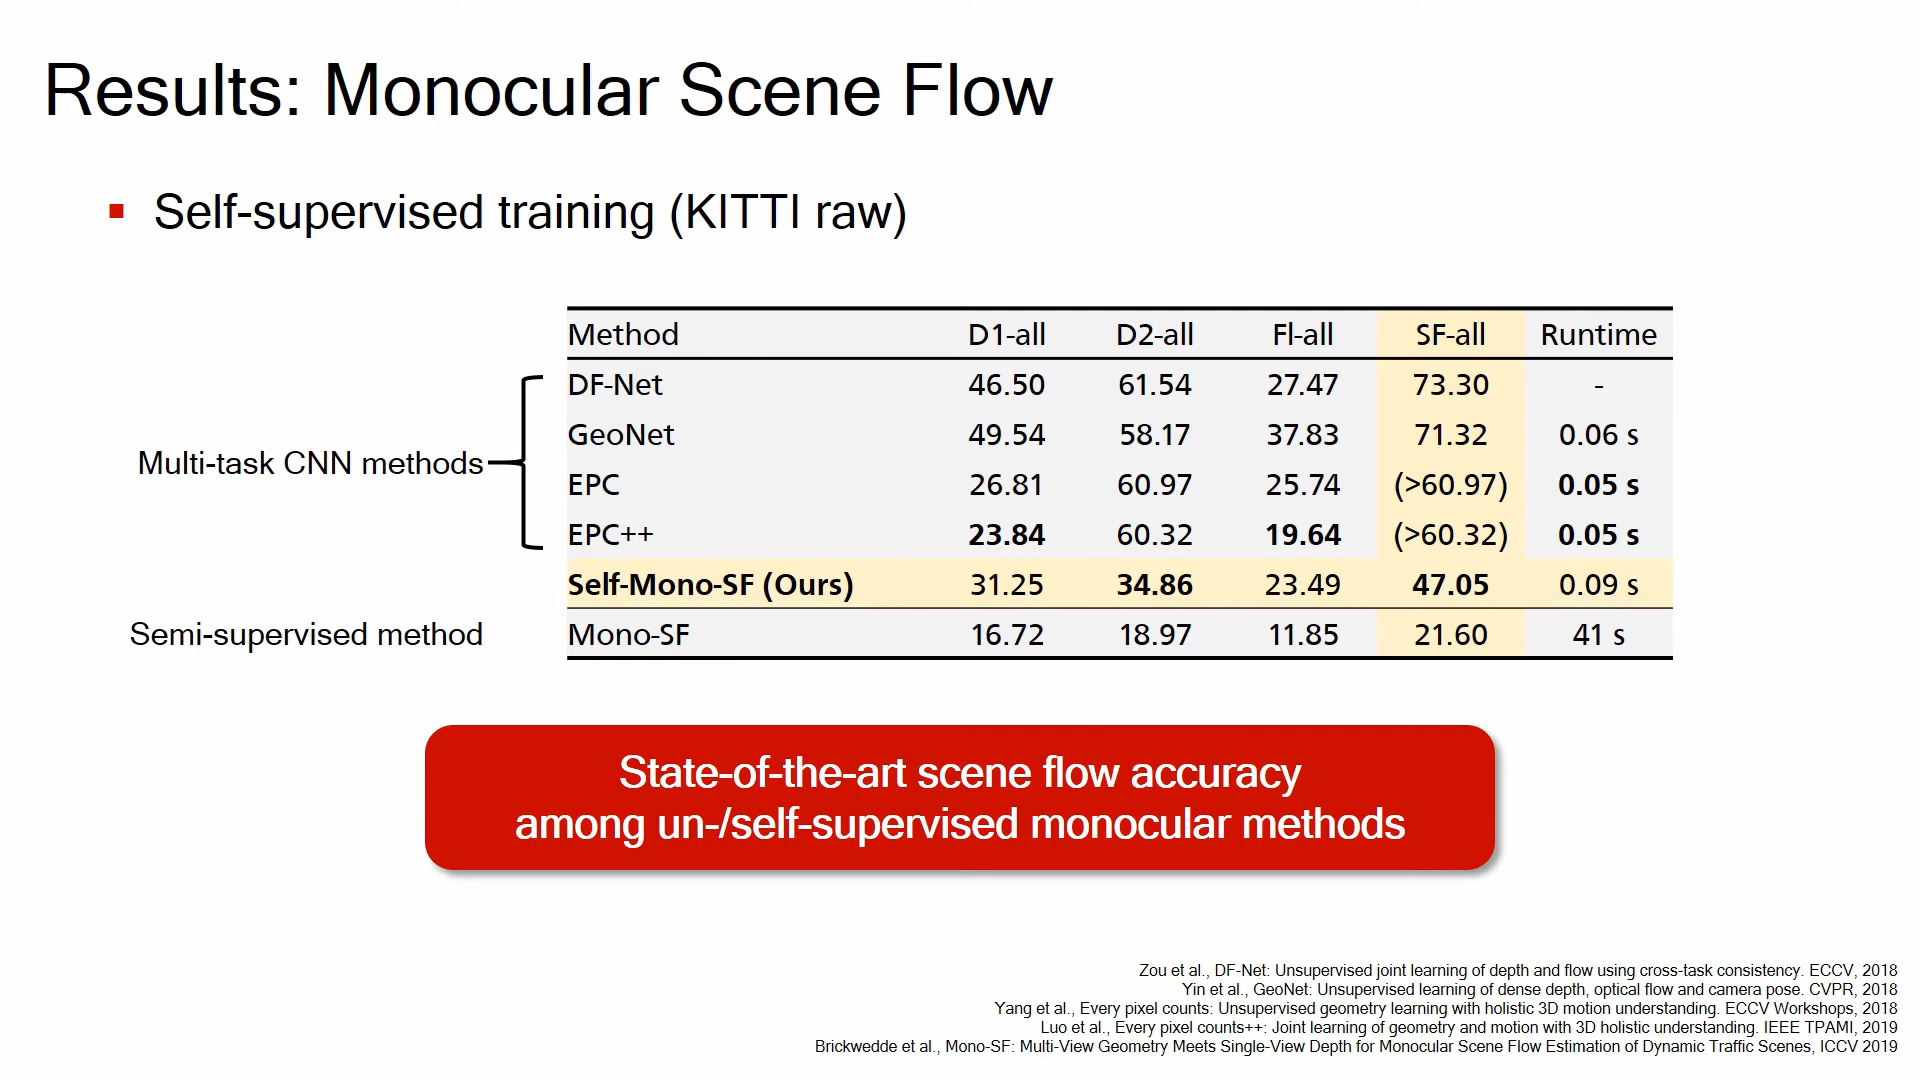 Results: Monocular Scene Flow
Self-supervised training (KITTI raw)
Method D1-all D2-all Fl-all SF-all Runtime
DF-Net 46.50 61.54 27.47 73.30 -
GeoNet 49.54 58.17 37.83 71.32 0.06 s
Multi-task CNN methods
EPC 26.81 60.97 25.74 (>60.97) 0.05 s
EPC++ 23.84 60.32 19.64 (>60.32) 0.05 s
Self-Mono-SF (Ours) 31.25 34.86 23.49 47.05 0.09 s
Semi-supervised method Mono-SF 16.72 18.97 11.85 21.60 41 s
State-of-the-art scene flow accuracy
among un-/self-supervised monocular methods
Zou et al., DF-Net: Unsupervised joint learning of depth and flow using cross-task consistency. ECCV, 2018
Yin et al., GeoNet: Unsupervised learning of dense depth, optical flow and camera pose. CVPR, 2018
Yang et al., Every pixel counts: Unsupervised geometry learning with holistic 3D motion understanding. ECCV Workshops, 2018
Luo et al., Every pixel counts++: Joint learning of geometry and motion with 3D holistic understanding. IEEE TPAMI, 2019
Brickwedde et al., Mono-SF: Multi-View Geometry Meets Single-View Depth for Monocular Scene Flow Estimation of Dynamic Traffic Scenes, ICCV 2019